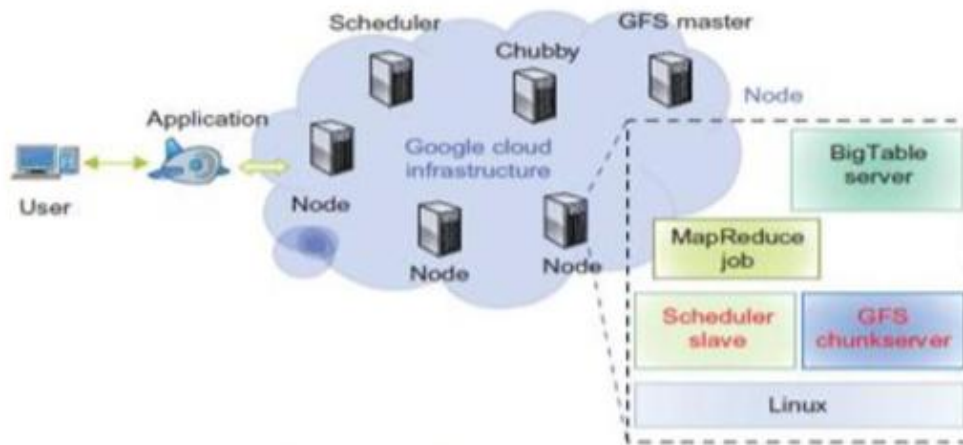 Scheduler
Chubby
GFS master
Node
Application
Google cloud
infrastructure
User
Node
Node
Node
BigTable
server
MapReduce
job
Scheduler
slave
GFS
chunkserver
Linux